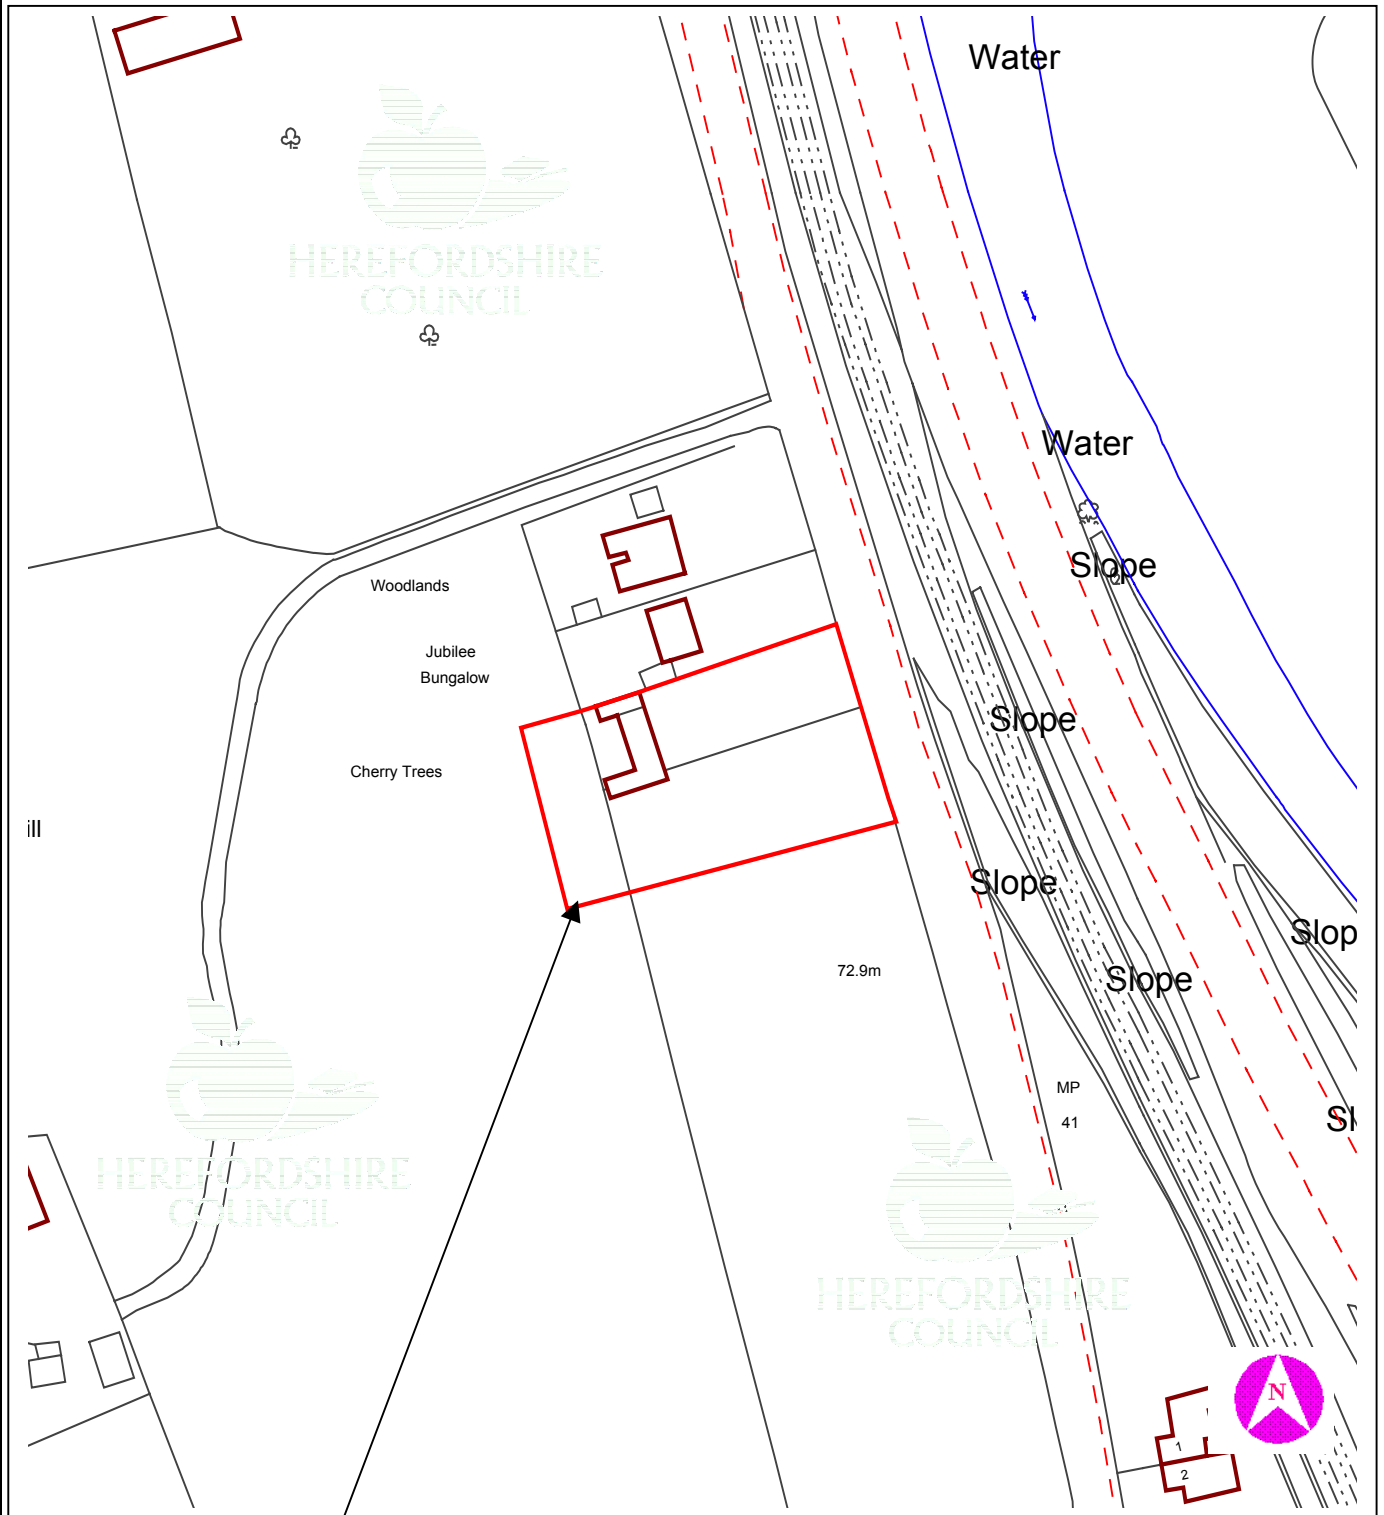 Water
HEREFORDSHIRE
COUNCIL
Water
Slope
Woodlands
Jubilee
Bungalow
Slope
Cherry Trees
ill
Slope
Slop
72.9m
Slope
MP
41
Sl
HEREFORDSHIRE
COUNCIL
HEREFORDSHIRE
COUNCIL
N
1
2